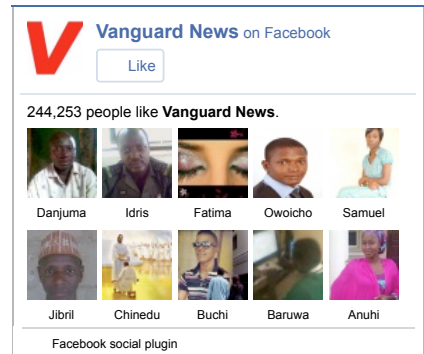 V
Vanguard News on Facebook
Like
244,253 people like Vanguard News.
Danjuma Idris Fatima Owoicho Samuel
Jibril Chinedu Buchi Baruwa Anuhi
Facebook social plugin